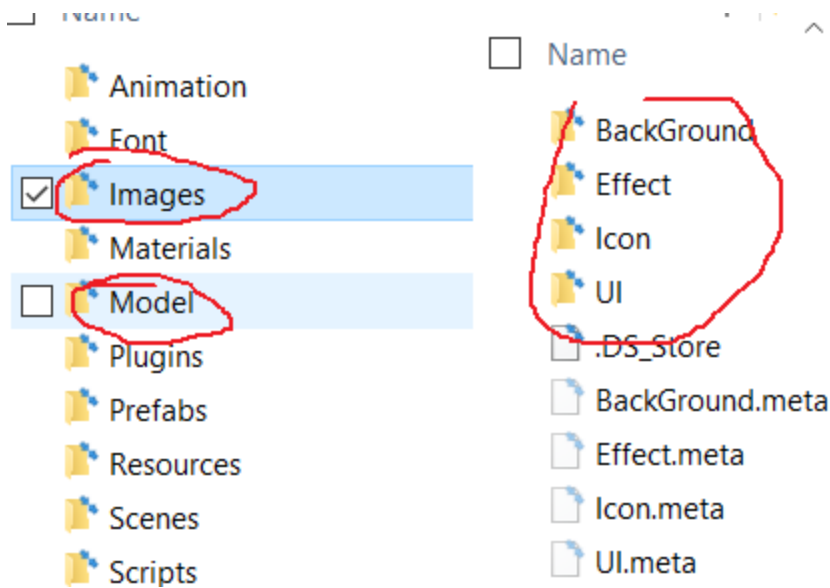 Name
Animation
Font
Images
Materials
Model
Plugins
Prefabs
Resources
Scenes
Scripts
Name
BackGround
Effect
Icon
UI
.DS_Store
BackGround.meta
Effect.meta
Icon.meta
UI.meta